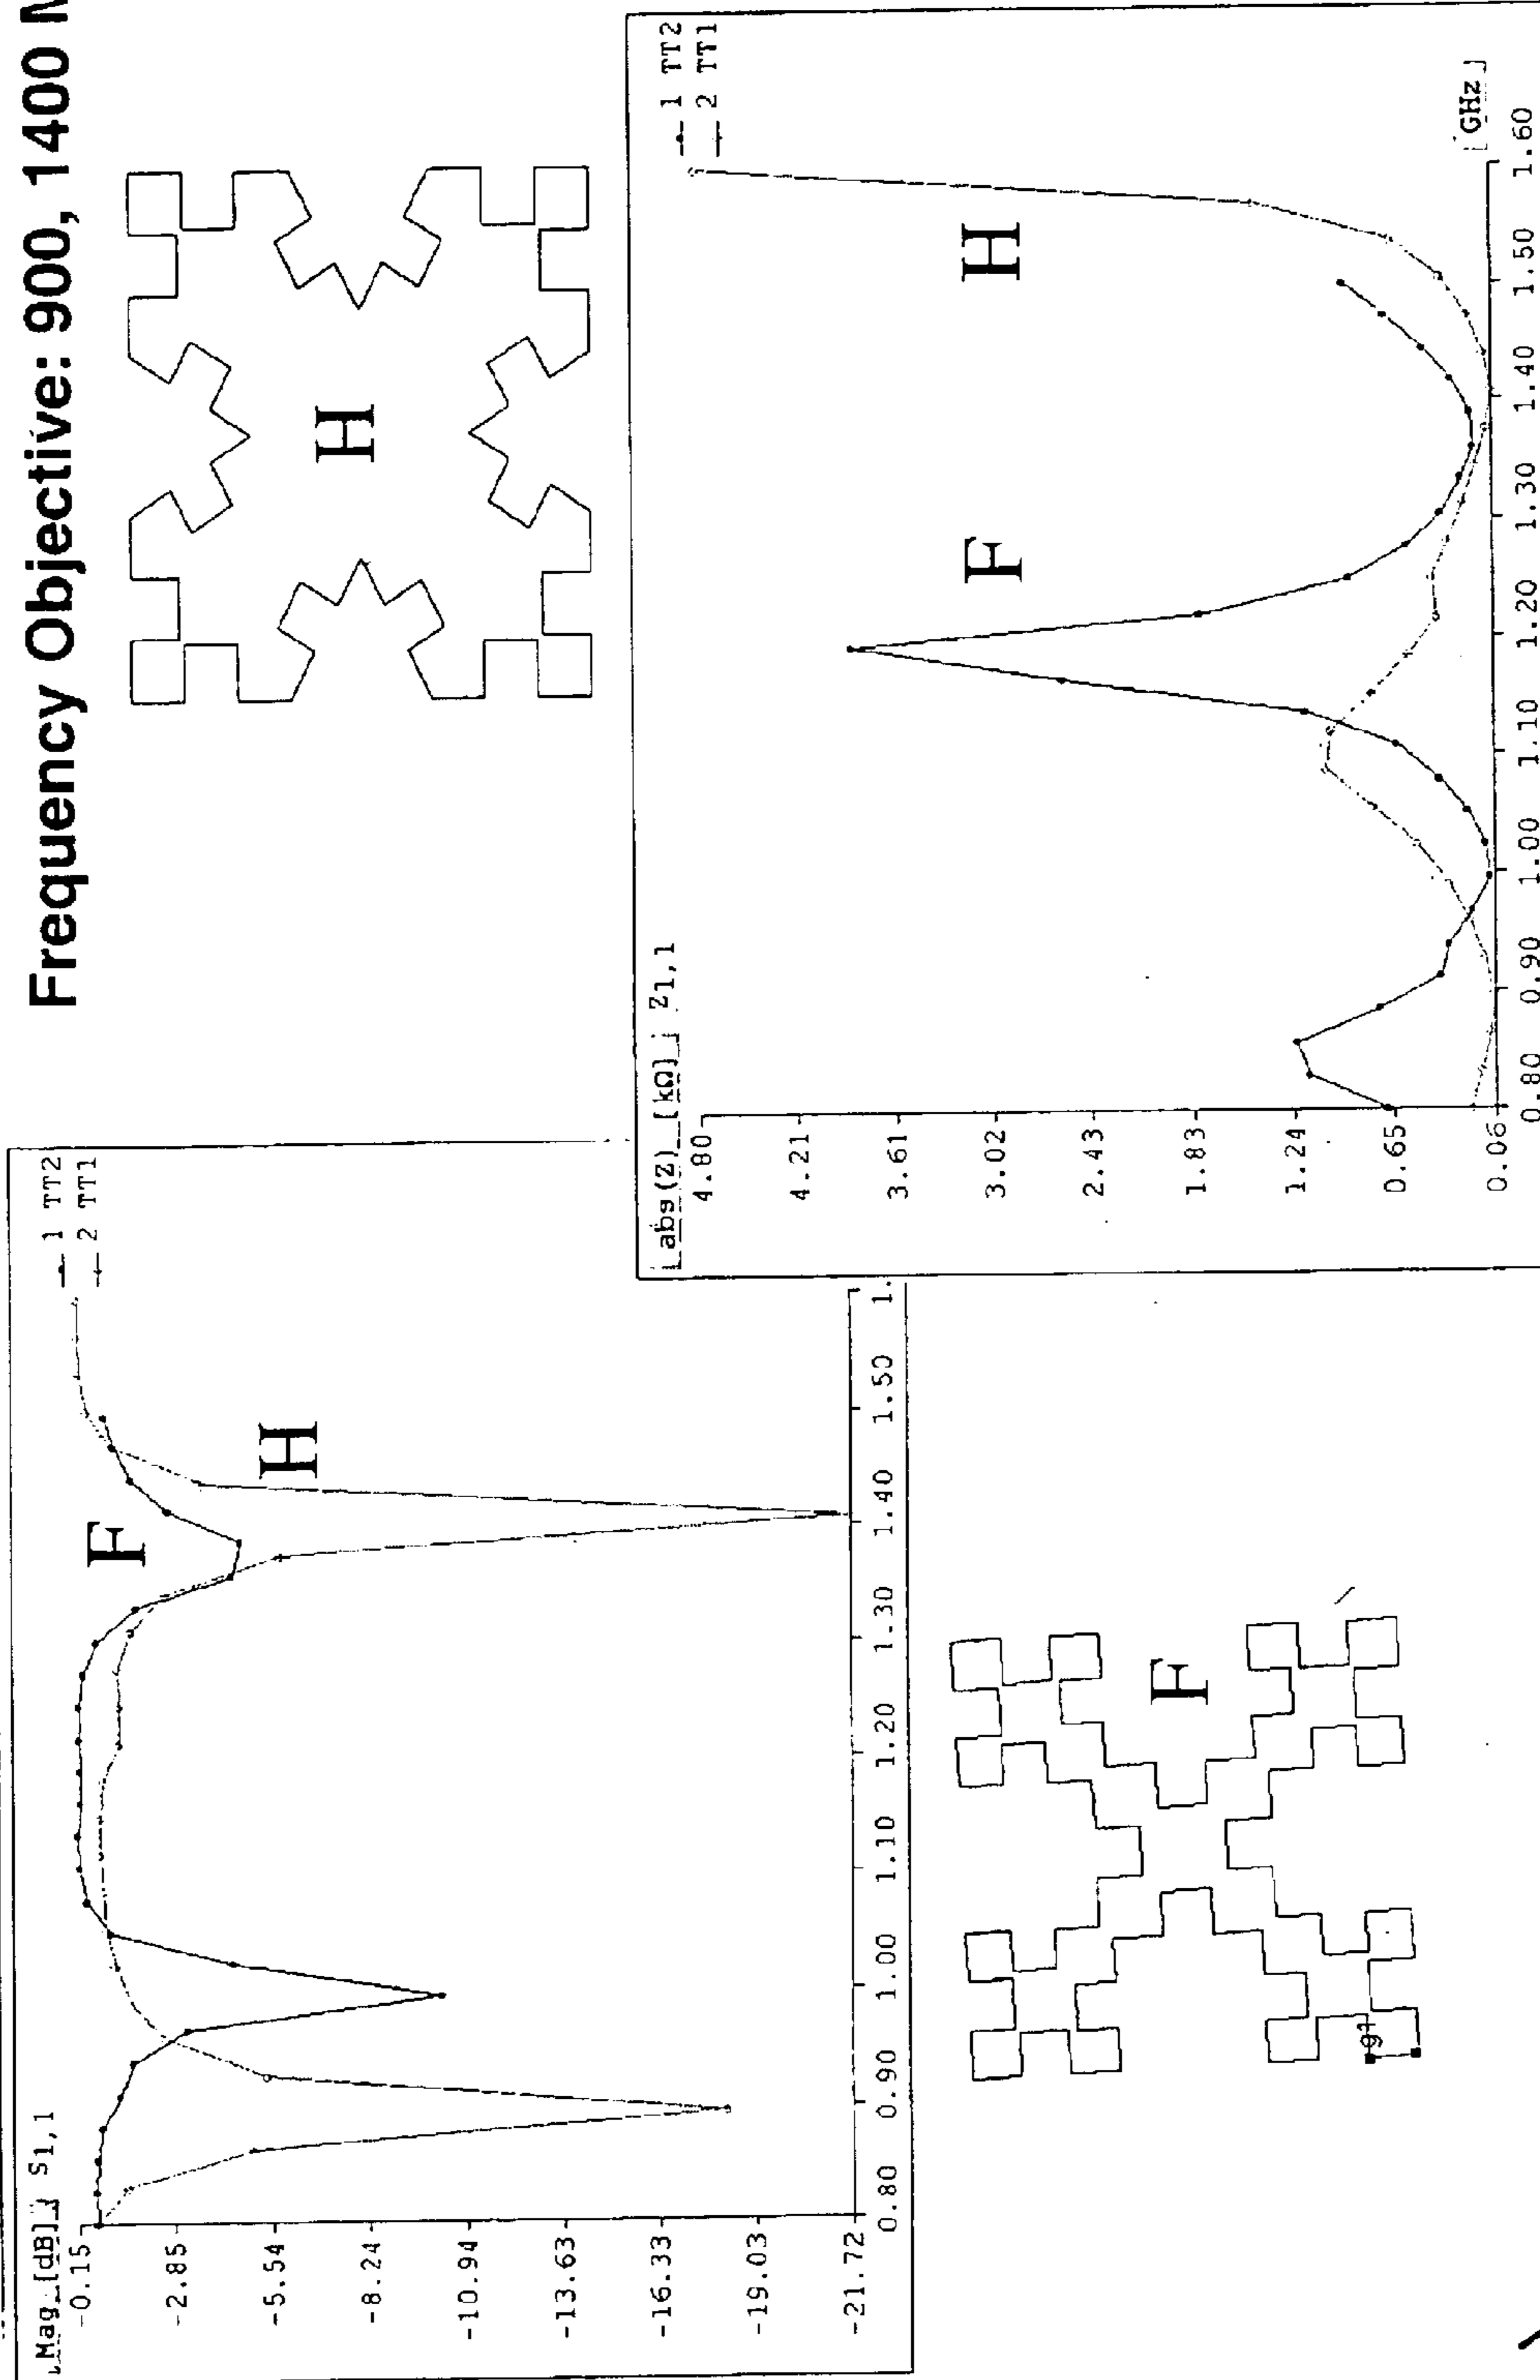 Frequency Objective: 900, 1400
Mag [dB] S1,1
1 TT2
2 TT1
-0.15
-2.85
-5.54
-8.24
-10.94
-13.63
-16.33
-19.03
-21.72
0.80
0.90
1.00
1.10
1.20
1.30
1.40
1.50
1.
F
H
H
abs(Z) [kΩ] Z1,1
1 TT2
2 TT1
4.80
4.21
3.61
3.02
2.43
1.83
1.24
0.65
0.06
0.80
0.90
1.00
1.10
1.20
1.30
1.40
1.50
1.60
[GHz]
F
H
F
g1